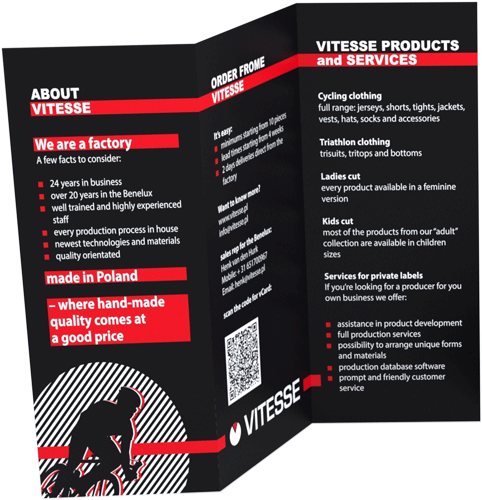 ABOUT
VITESSE
We are a factory
A few facts to consider:
24 years in business
over 20 years in the Benelux
well trained and highly experienced
staff
every production process in house
newest technologies and materials
quality orientated
made in Poland
– where hand-made
quality comes at
a good price
ORDER FROME
VITESSE
It's easy:
minimums starting from 10 pieces
lead times starting from 4 weeks
2 days deliveries direct from the
factory
Want to know more?
www.vitesse.pl
info@vitesse.pl
sales rep for the Benelux:
Henk van den Hurk
Mobile: + 31 651700967
Email: henk@vitesse.pl
scan the code for vCard:
VITESSE
VITESSE PRODUCTS
and SERVICES
Cycling clothing
full range: jerseys, shorts, tights, jackets,
vests, hats, socks and accessories
Triathlon clothing
trisuits, tritops and bottoms
Ladies cut
every product available in a feminine
version
Kids cut
most of the products from our "adult"
collection are available in children
sizes
Services for private labels
If you're looking for a producer for you
own business we offer:
assistance in product development
full production services
possibility to arrange unique forms
and materials
production database software
prompt and friendly customer
service